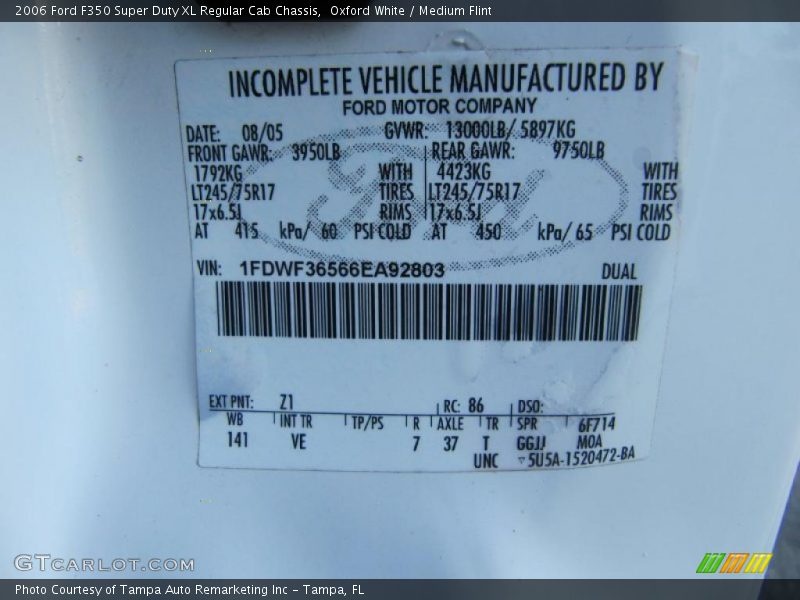 2006 Ford F350 Super Duty XL Regular Cab Chassis,  Oxford White / Medium Flint
INCOMPLETE VEHICLE MANUFACTURED BY
FORD MOTOR COMPANY
DATE: 08/05 GVWR: 13000LB/ 5897KG
FRONT GAWR: 3950LB REAR GAWR: 9750LB
1792KG WITH 4423KG WITH
LT245/75R17 TIRES LT245/75R17 TIRES
17x6.5J RIMS 17x6.5J RIMS
AT 415 kPa/ 60 PSI COLD AT 450 kPa/ 65 PSI COLD
VIN: 1FDWF36566EA92803 DUAL
EXT PNT: Z1 RC: 86 DSO:
WB INT TR TP/PS R AXLE TR SPR 6F714
141 VE 7 37 T GGJJ MOA
UNC 5U5A-1520472-BA
GTCARLOT.COM
Photo Courtesy of Tampa Auto Remarketing Inc - Tampa, FL